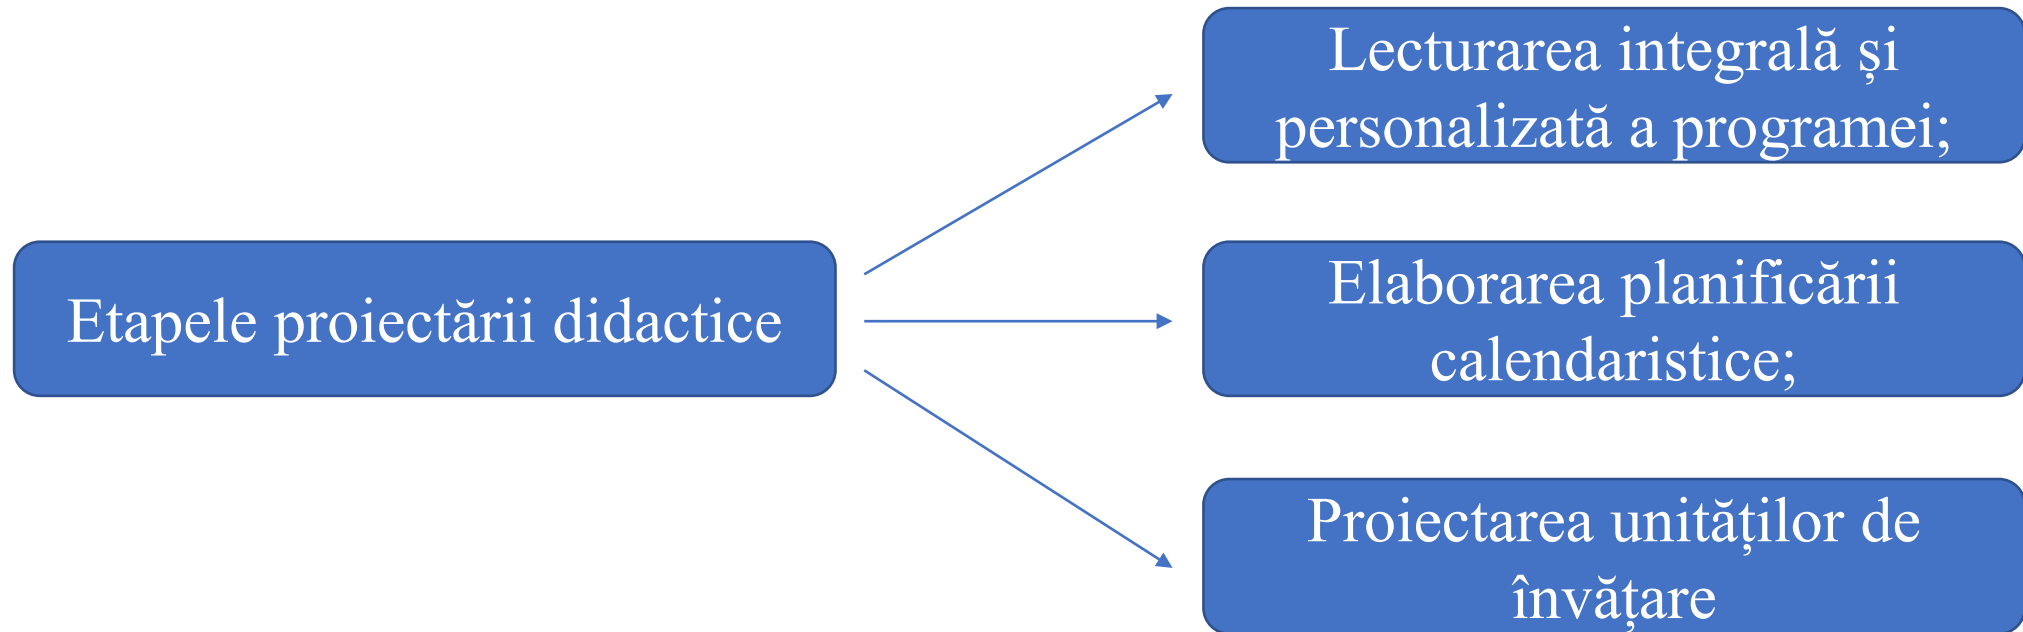 Etapele proiectării didactice
Lecturarea integrală și
personalizată a programei;
Elaborarea planificării
calendaristice;
Proiectarea unităților de
învățare